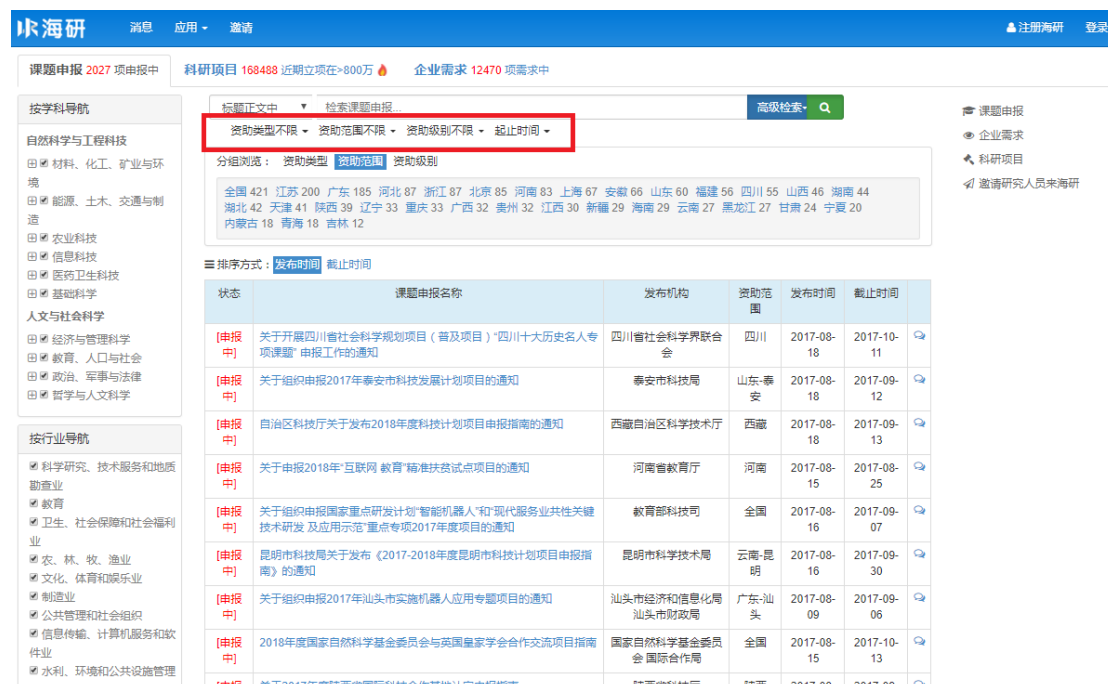 海研 消息 应用 邀请 注册海研 登录
课题申报 2027 项申报中 科研项目 168488 近期立项在>800万 企业需求 12470 项需求中
按学科导航
自然科学与工程科技
材料、化工、矿业与环
境
能源、土木、交通与制
造
农业科技
信息科技
医药卫生科技
基础科学
人文与社会科学
经济与管理科学
教育、人口与社会
政治、军事与法律
哲学与人文科学
按行业导航
科学研究、技术服务和地质
勘查业
教育
卫生、社会保障和社会福利
业
农、林、牧、渔业
文化、体育和娱乐业
制造业
公共管理和社会组织
信息传输、计算机服务和软
件业
水利、环境和公共设施管理
标题正文中 检索课题申报... 高级检索
资助类型不限 资助范围不限 资助级别不限 起止时间
分组浏览： 资助类型 资助范围 资助级别
全国 421 江苏 200 广东 185 河北 87 浙江 87 北京 85 河南 83 上海 67 安徽 66 山东 60 福建 56 四川 55 山西 46 湖南 44
湖北 42 天津 41 陕西 39 辽宁 33 重庆 33 广西 32 贵州 32 江西 30 新疆 29 海南 29 云南 27 黑龙江 27 甘肃 24 宁夏 20
内蒙古 18 青海 18 吉林 12
排序方式： 发布时间 截止时间
状态 课题申报名称 发布机构 资助范 发布时间 截止时间
围
[申报 关于开展四川省社会科学规划项目（普及项目）“四川十大历史名人专 四川省社会科学界联合 四川 2017-08- 2017-10-
中] 项课题” 申报工作的通知 会 18 11
[申报 关于组织申报2017年泰安市科技发展计划项目的通知 泰安市科技局 山东-泰 2017-08- 2017-09-
中] 安 18 12
[申报 自治区科技厅关于发布2018年度科技计划项目申报指南的通知 西藏自治区科学技术厅 西藏 2017-08- 2017-09-
中] 18 13
[申报 关于申报2018年“互联网 教育”精准扶贫试点项目的通知 河南省教育厅 河南 2017-08- 2017-08-
中] 15 25
[申报 关于组织申报国家重点研发计划“智能机器人”和“现代服务业共性关键 教育部科技司 全国 2017-08- 2017-09-
中] 技术研发 及应用示范”重点专项2017年度项目的通知 16 07
[申报 昆明市科技局关于发布《2017-2018年度昆明市科技计划项目申报指 昆明市科学技术局 云南-昆 2017-08- 2017-09-
中] 南》的通知 明 16 30
[申报 关于组织申报2017年汕头市实施机器人应用专题项目的通知 汕头市经济和信息化局 广东-汕 2017-08- 2017-09-
中] 汕头市财政局 头 09 06
[申报 2018年度国家自然科学基金委员会与英国皇家学会合作交流项目指南 国家自然科学基金委员 全国 2017-08- 2017-10-
中] 会 国际合作局 15 13
课题申报
企业需求
科研项目
邀请研究人员来海研